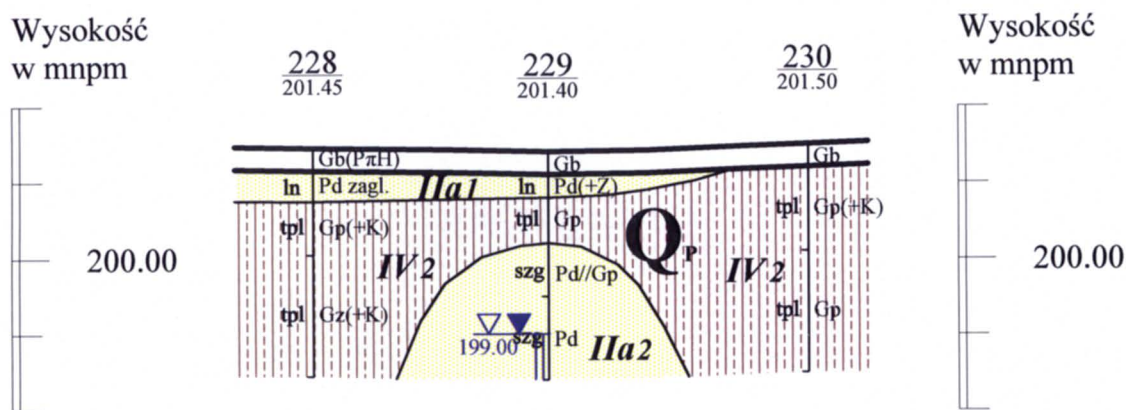 Wysokość
w mnpm
228
201.45
229
201.40
230
201.50
Wysokość
w mnpm
Gb(PπH)
Gb
Gb
ln
Pd zagl.
IIa1
ln
Pd(+Z)
tpl
Gp(+K)
tpl
Gp
Qp
tpl
Gp(+K)
200.00
IV2
szg
Pd//Gp
IV2
200.00
tpl
Gz(+K)
199.00
szg
Pd
IIa2
tpl
Gp